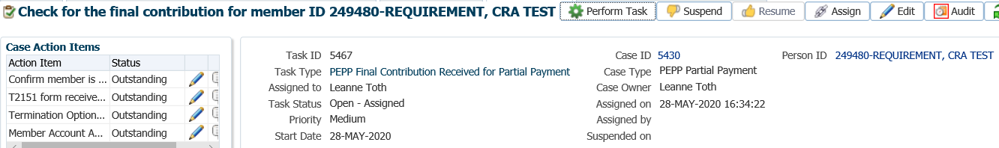 Check for the final contribution for member ID 249480-REQUIREMENT, CRA TEST Perform Task Suspend Resume Assign Edit Audit
Case Action Items
Action Item Status
Confirm member is ... Outstanding
T2151 form receive... Outstanding
Termination Option... Outstanding
Member Account A... Outstanding
Task ID 5467 Case ID 5430 Person ID 249480-REQUIREMENT, CRA TEST
Task Type PEPP Final Contribution Received for Partial Payment Case Type PEPP Partial Payment
Assigned to Leanne Toth Case Owner Leanne Toth
Task Status Open - Assigned Assigned on 28-MAY-2020 16:34:22
Priority Medium Assigned by
Start Date 28-MAY-2020 Suspended on